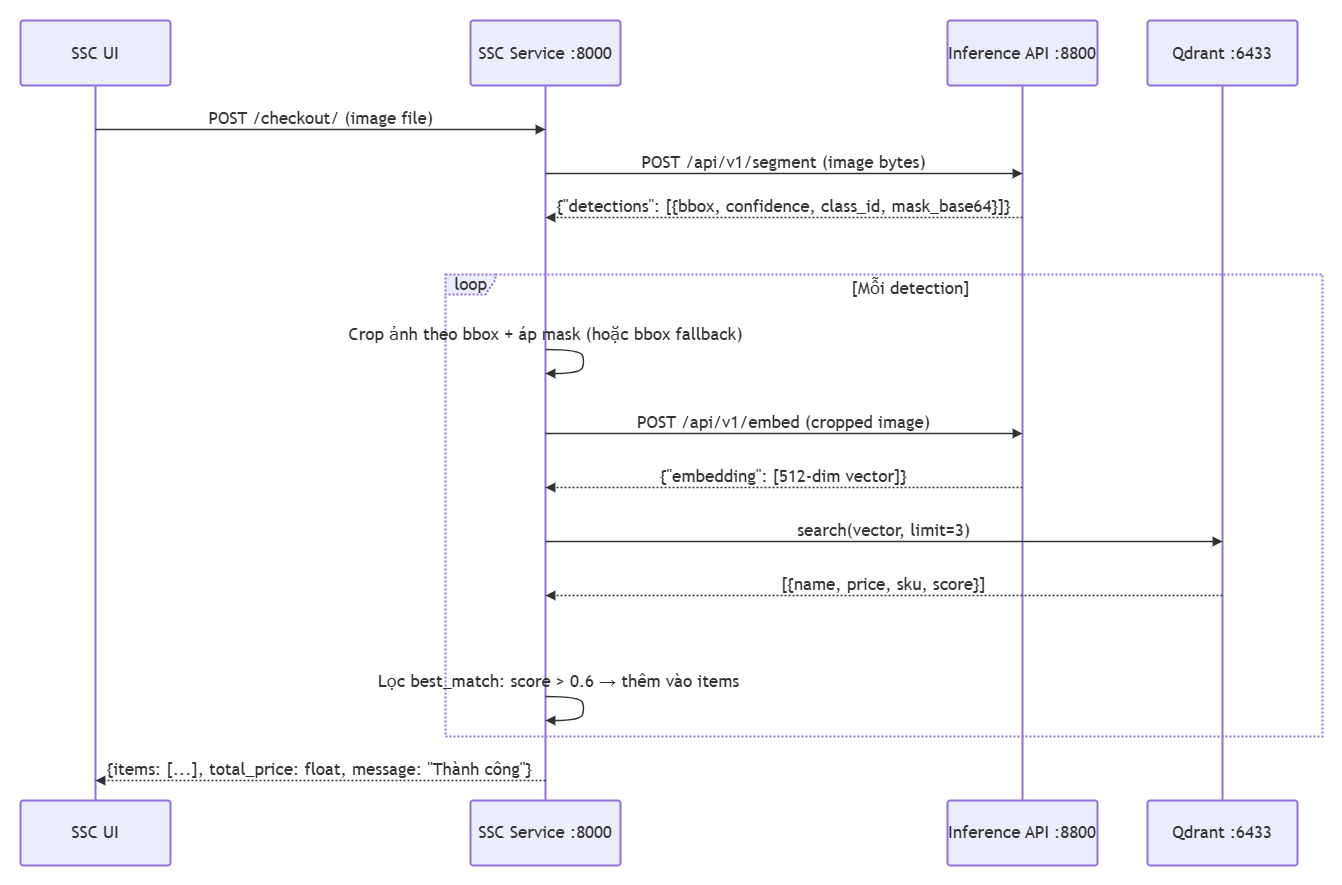 SSC UI
SSC Service :8000
Inference API :8800
Qdrant :6433
POST /checkout/ (image file)
POST /api/v1/segment (image bytes)
{"detections": [{bbox, confidence, class_id, mask_base64}]}
loop
[Mỗi detection]
Crop ảnh theo bbox + áp mask (hoặc bbox fallback)
POST /api/v1/embed (cropped image)
{"embedding": [512-dim vector]}
search(vector, limit=3)
[{name, price, sku, score}]
Lọc best_match: score > 0.6 → thêm vào items
{items: [...], total_price: float, message: "Thành công"}
SSC UI
SSC Service :8000
Inference API :8800
Qdrant :6433